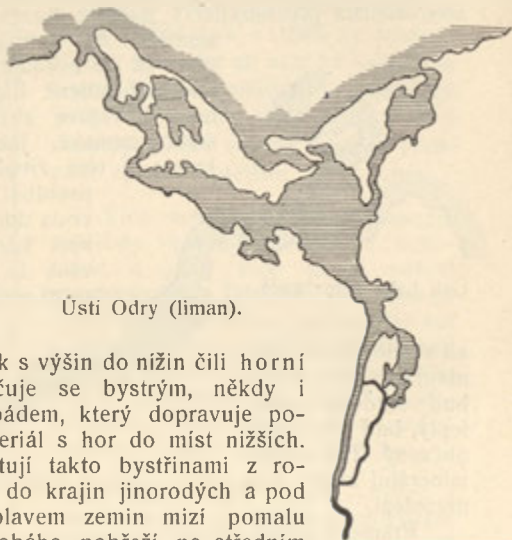 Ústi Odry (liman).
k s výšin do nížin čili horní
čuje se bystrým, někdy i
pádem, který dopravuje po-
eriál s hor do míst nižších.
tují takto bystřinami z ro-
do krajin jinorodých a pod
plavem zemin mizí pomalu